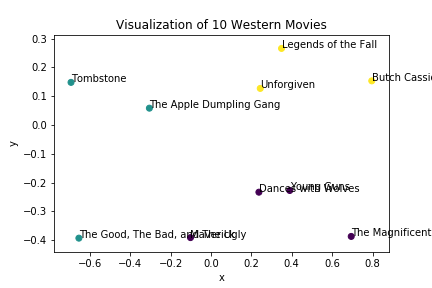 Visualization of 10 Western Movies
0.3
0.2
0.1
0.0
−0.1
−0.2
−0.3
−0.4
y
Legends of the Fall
Tombstone
Butch Cassid
Unforgiven
The Apple Dumpling Gang
Young Guns
Dances with Wolves
The Good, The Bad, and The Ugly
Maverick
The Magnificent
−0.6
−0.4
−0.2
0.0
0.2
0.4
0.6
0.8
x